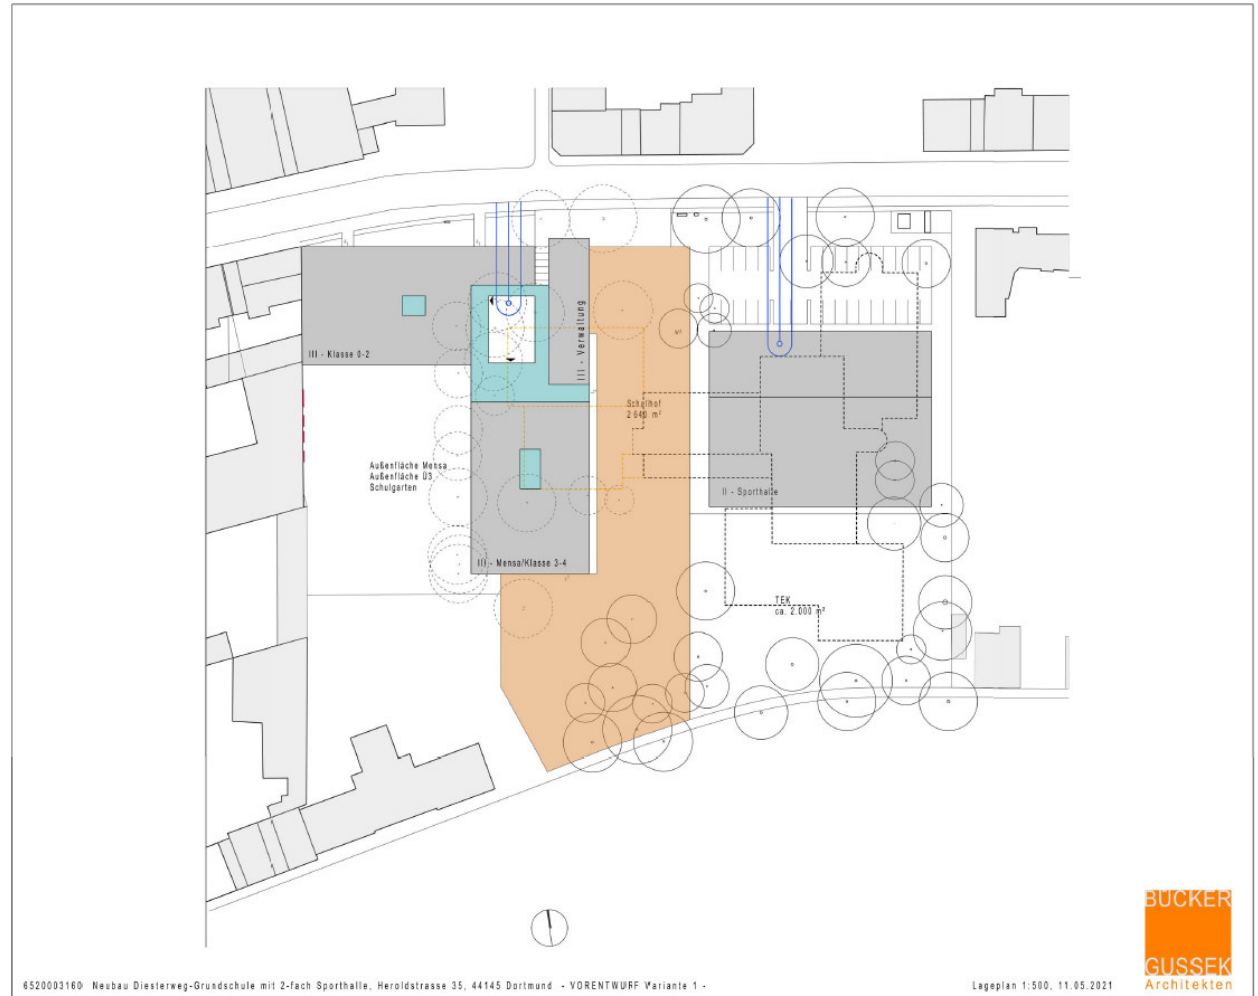 III - Klasse 0-2
III - Verwaltung
Schulhof
2 640 m²
Außenfläche Mensa
Außenfläche Ü3
Schulgarten
II - Sporthalle
III - Mensa/Klasse 3-4
TEK
ca. 2.000 m²
BÜCKER
GUSSEK
Architekten
6520003160 Neubau Diesterweg-Grundschule mit 2-fach Sporthalle, Heroldstrasse 35, 44145 Dortmund - VORENTWURF Variante 1 -
Lageplan 1:500, 11.05.2021